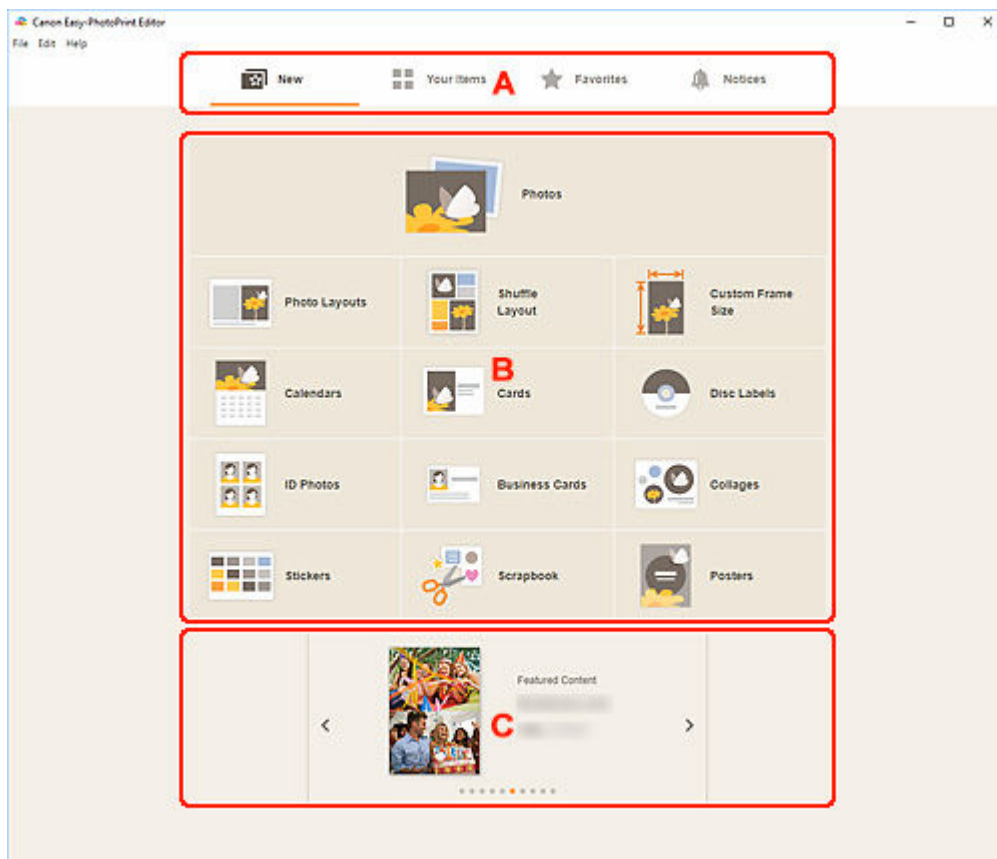 Canon Easy-PhotoPrint Editor
File Edit Help
New Your Items Favorites Notices
A
Photos
Photo Layouts
Shuffle
Layout
Custom Frame
Size
B
Calendars
Cards
Disc Labels
ID Photos
Business Cards
Collages
Stickers
Scrapbook
Posters
Featured Content
C